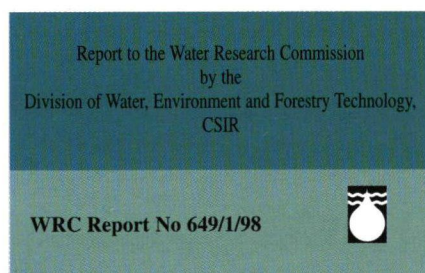 Report to the Water Research Commission
by the
Division of Water, Environment and Forestry Technology,
CSIR
WRC Report No 649/1/98